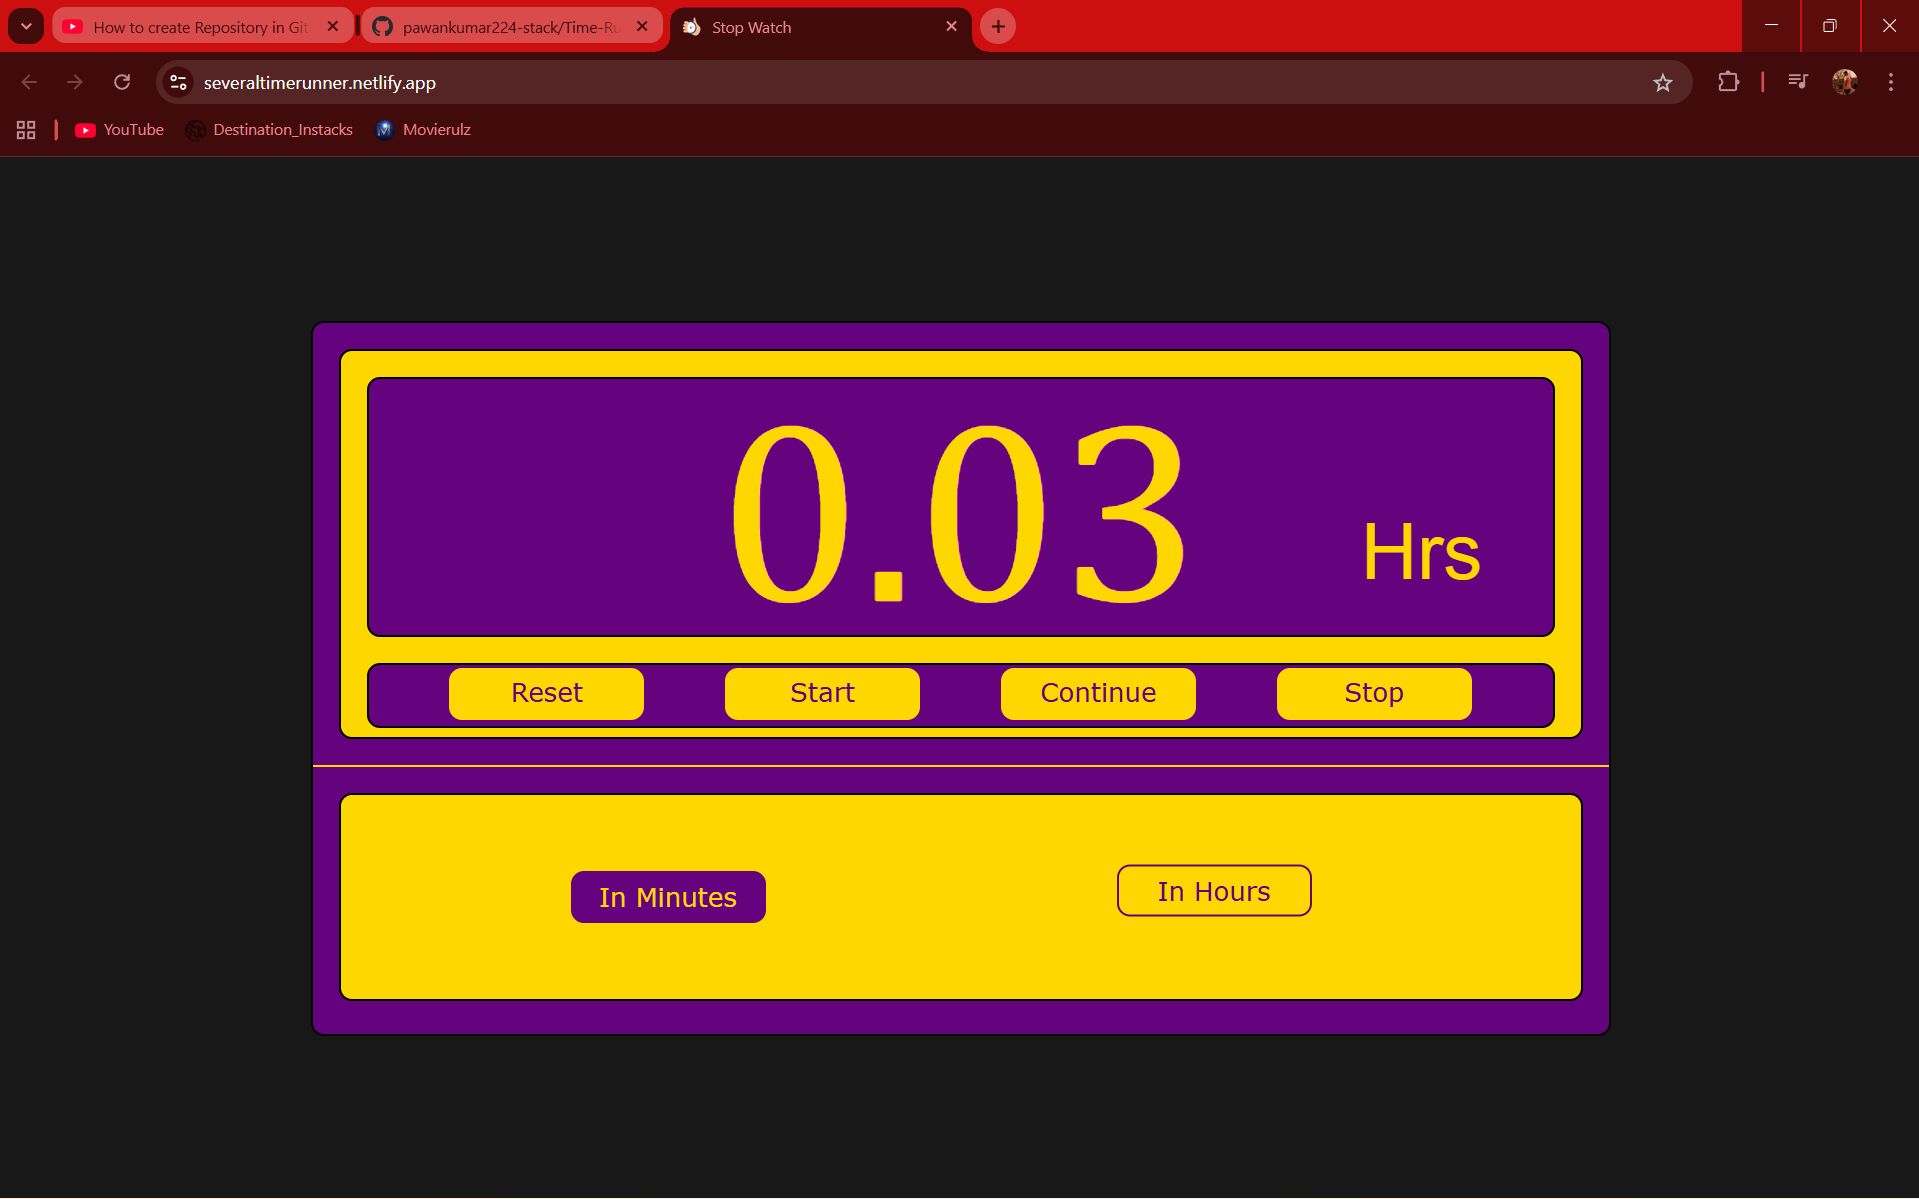 How to create Repository in Git
pawankumar224-stack/Time-Ru
Stop Watch
severaltimerunner.netlify.app
YouTube
Destination_Instacks
Movierulz
0.03
Hrs
Reset
Start
Continue
Stop
In Minutes
In Hours